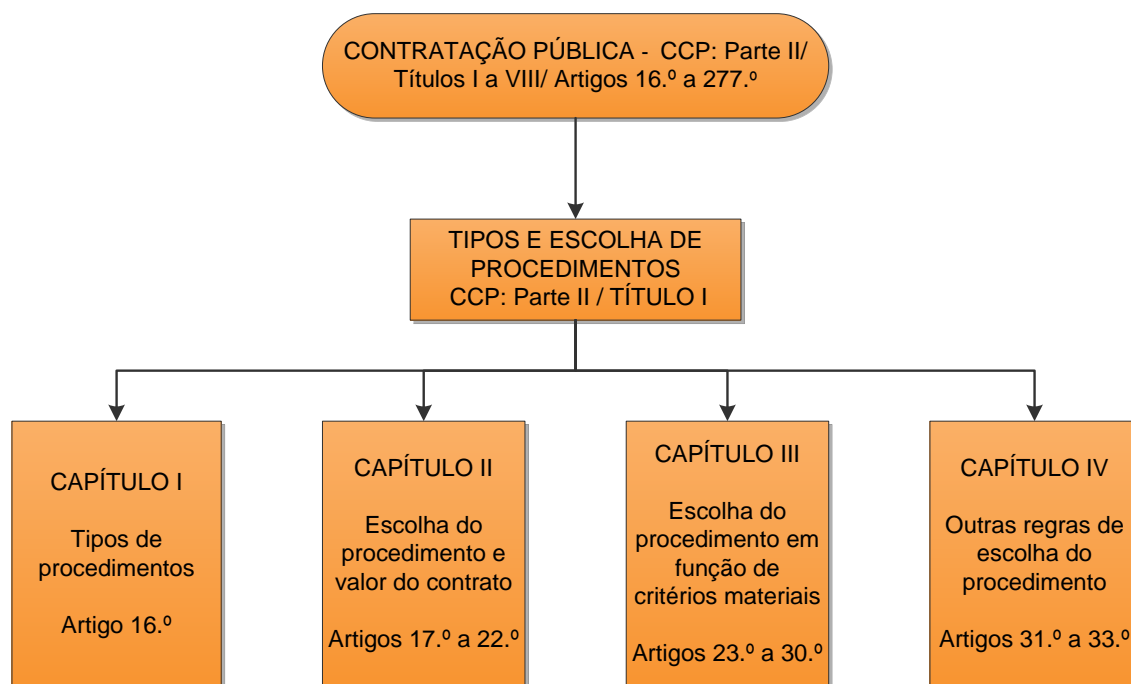 CONTRATAÇÃO PÚBLICA - CCP: Parte II/
Títulos I a VIII/ Artigos 16.º a 277.º
TIPOS E ESCOLHA DE
PROCEDIMENTOS
CCP: Parte II / TÍTULO I
CAPÍTULO I
Tipos de
procedimentos
Artigo 16.º
CAPÍTULO II
Escolha do
procedimento e
valor do contrato
Artigos 17.º a 22.º
CAPÍTULO III
Escolha do
procedimento em
função de
critérios materiais
Artigos 23.º a 30.º
CAPÍTULO IV
Outras regras de
escolha do
procedimento
Artigos 31.º a 33.º